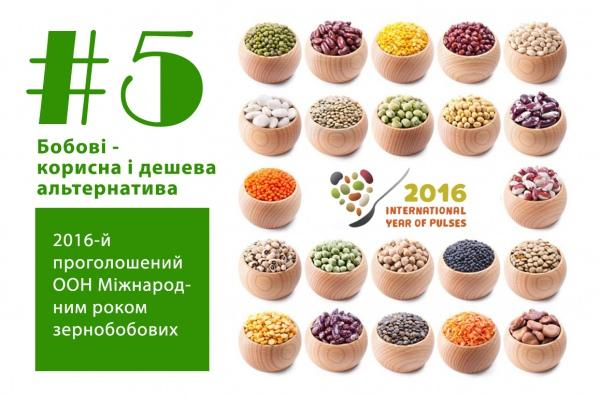 #5
Бобові -
корисна і дешева
альтернатива
2016-й
проголошений
ООН Міжнарод-
ним роком
зернобобових
2016
INTERNATIONAL
YEAR OF PULSES